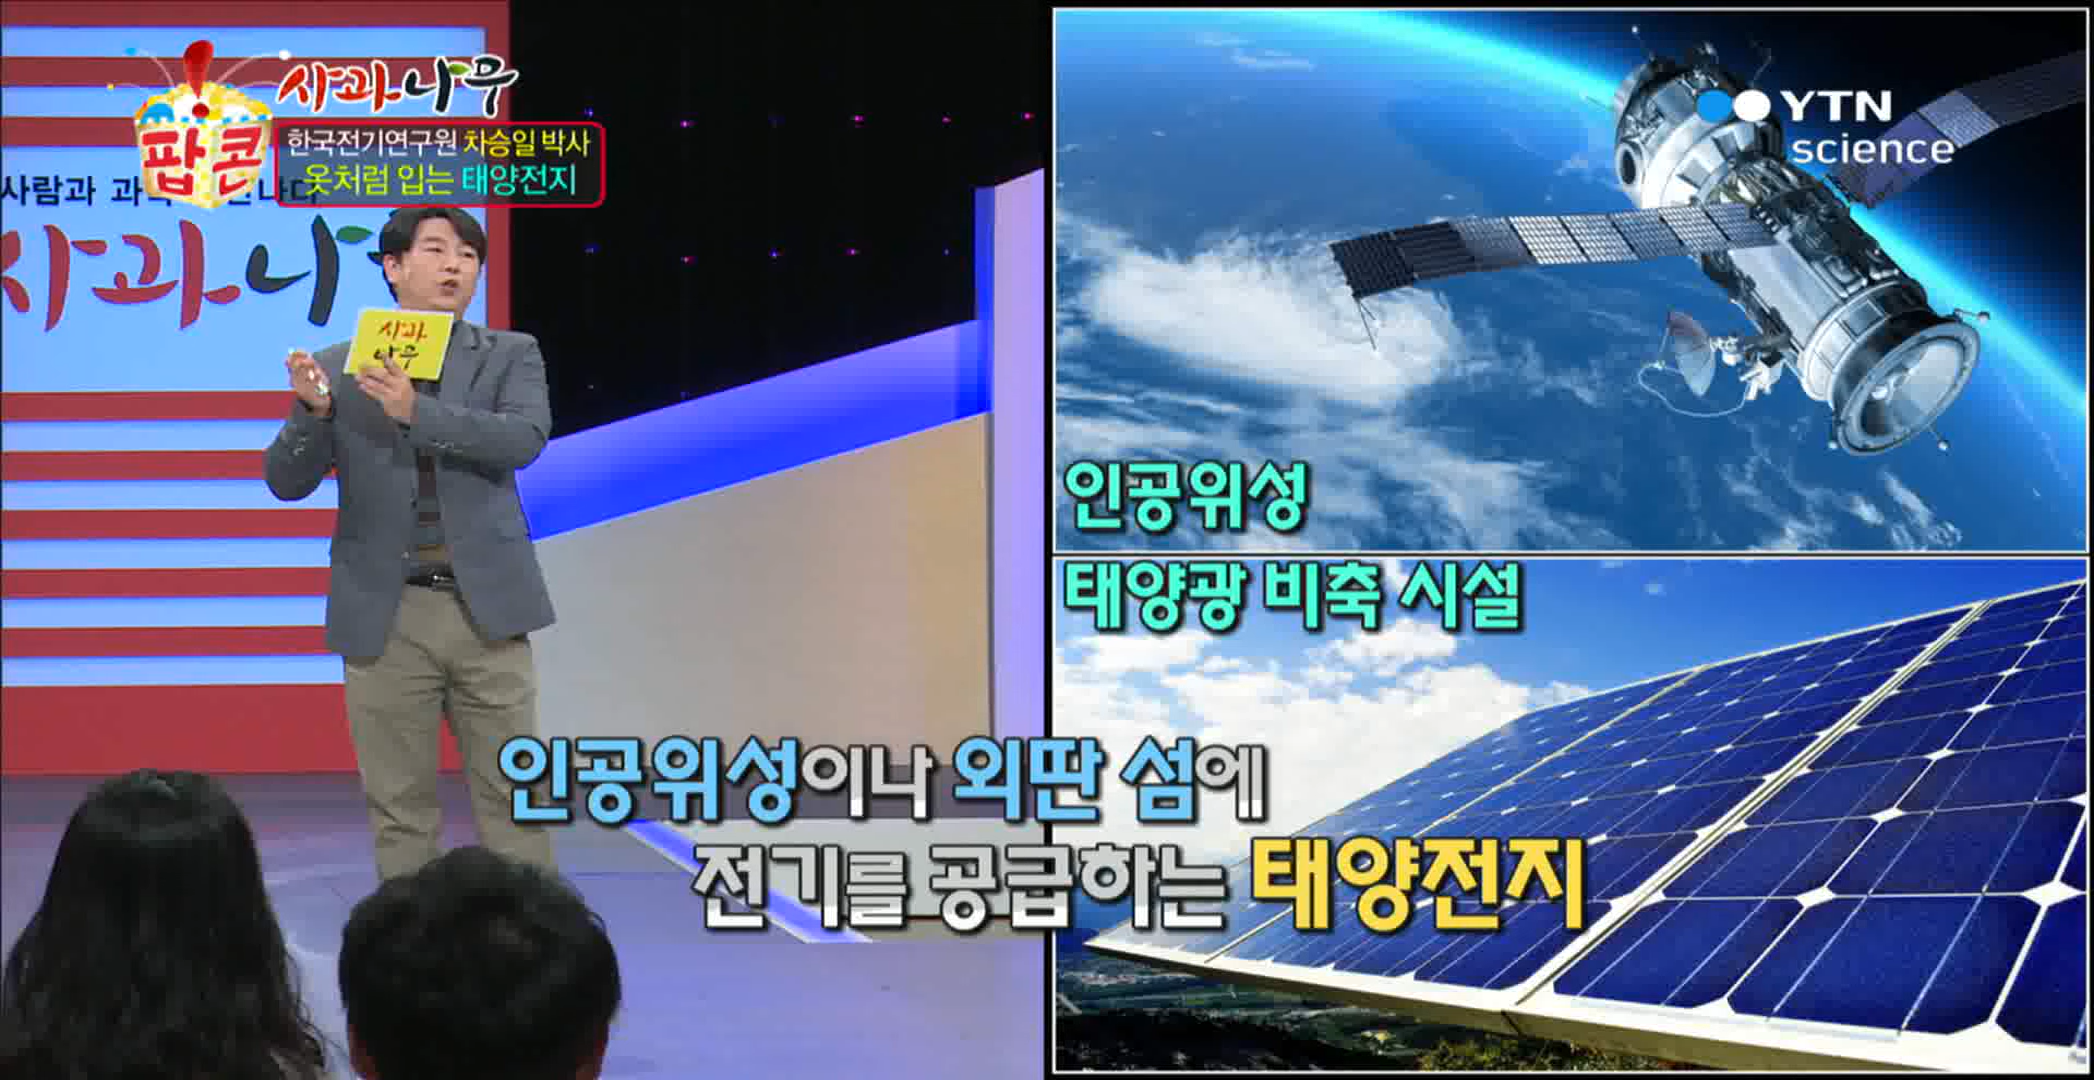 사과나무
팝콘
한국전기연구원 차승일 박사
옷처럼 입는 태양전지
사람과 과
사과나
사과
나무
YTN
science
인공위성
태양광 비축 시설
인공위성이나 외딴 섬에
전기를 공급하는 태양전지